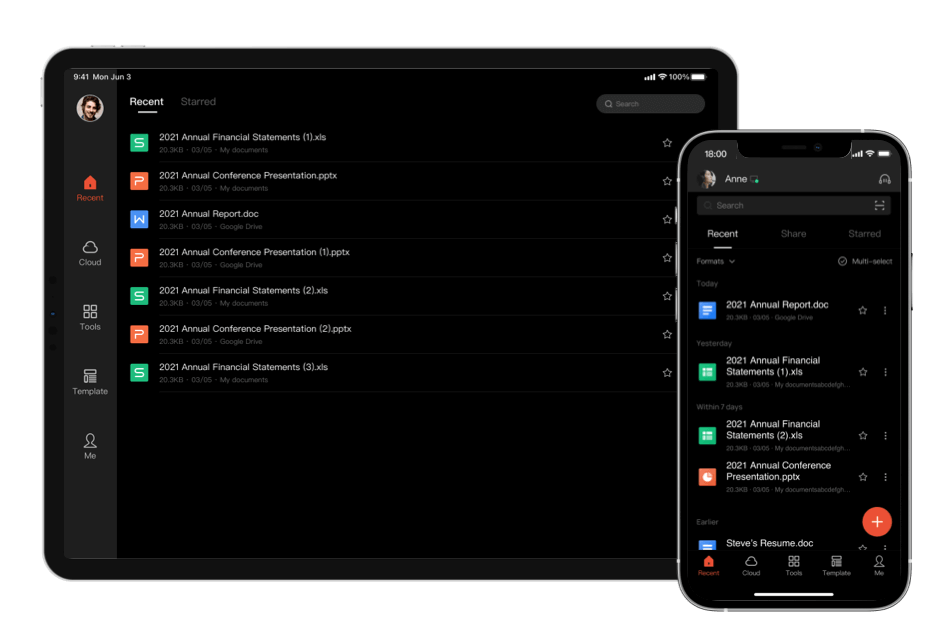 9:41 Mon Jun 3
100%
Recent Starred
Search
2021 Annual Financial Statements (1).xls
20.3KB · 03/05 · My documents
2021 Annual Conference Presentation.pptx
20.3KB · 03/05 · My documents
2021 Annual Report.doc
20.3KB · 03/05 · Google Drive
2021 Annual Conference Presentation (1).pptx
20.3KB · 03/05 · Google Drive
2021 Annual Financial Statements (2).xls
20.3KB · 03/05 · My documents
2021 Annual Conference Presentation (2).pptx
20.3KB · 03/05 · Google Drive
2021 Annual Financial Statements (3).xls
20.3KB · 03/05 · My documents
Recent
Cloud
Tools
Template
Me
18:00
Anne
Search
Recent Share Starred
Formats Multi-select
Today
2021 Annual Report.doc
20.3KB · 03/05 · Google Drive
Yesterday
2021 Annual Financial
Statements (1).xls
20.3KB · 03/05 · My documentsabcdefgh...
Within 7 days
2021 Annual Financial
Statements (2).xls
20.3KB · 03/05 · My documentsabcdefgh...
2021 Annual Conference
Presentation.pptx
20.3KB · 03/05 · My documentsabcdefgh...
Earlier
Steve's Resume.doc
Recent Cloud Tools Template Me